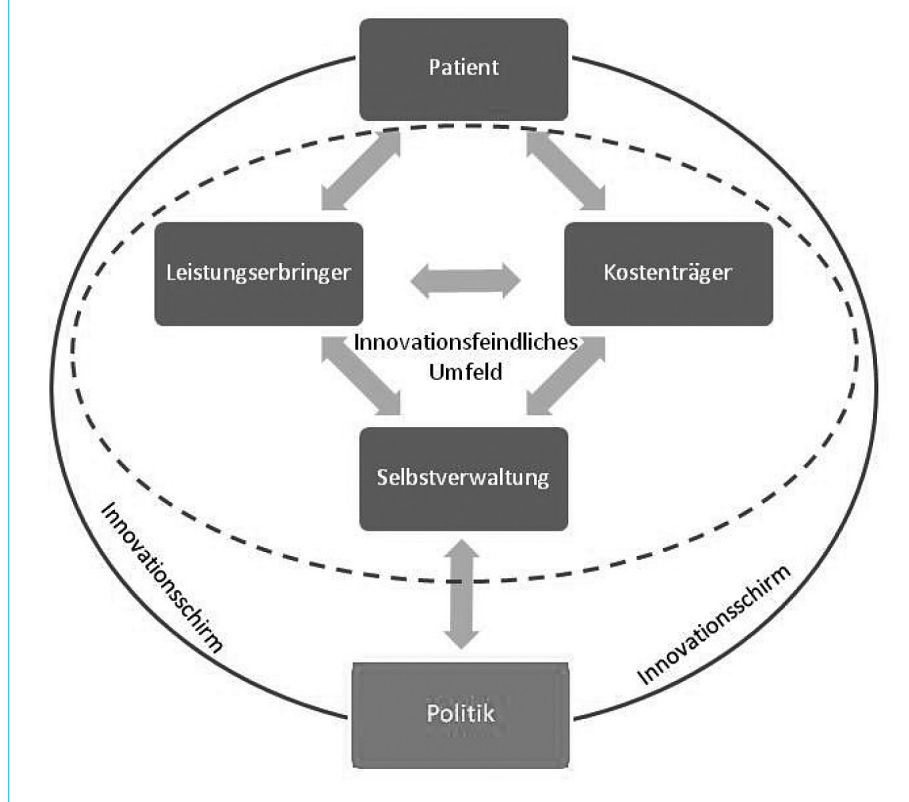 Patient
Leistungserbringer
Kostenträger
Innovationsfeindliches
Umfeld
Selbstverwaltung
Innovationsschirm
Innovationsschirm
Politik